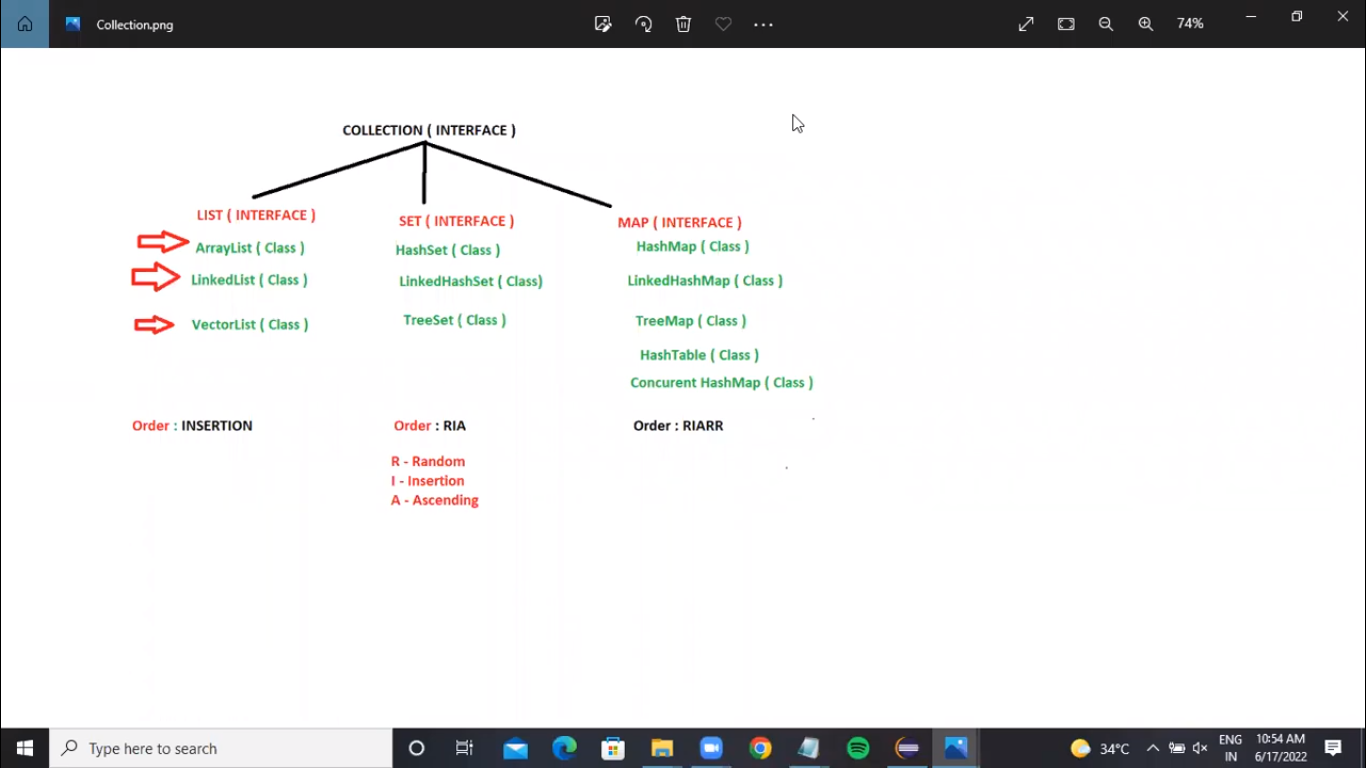 Collection.png
74%
COLLECTION ( INTERFACE )
LIST ( INTERFACE )
ArrayList ( Class )
LinkedList ( Class )
VectorList ( Class )
Order : INSERTION
SET ( INTERFACE )
HashSet ( Class )
LinkedHashSet ( Class)
TreeSet ( Class )
Order : RIA
R - Random
I - Insertion
A - Ascending
MAP ( INTERFACE )
HashMap ( Class )
LinkedHashMap ( Class )
TreeMap ( Class )
HashTable ( Class )
Concurent HashMap ( Class )
Order : RIARR
Type here to search
34°C
ENG
IN
10:54 AM
6/17/2022